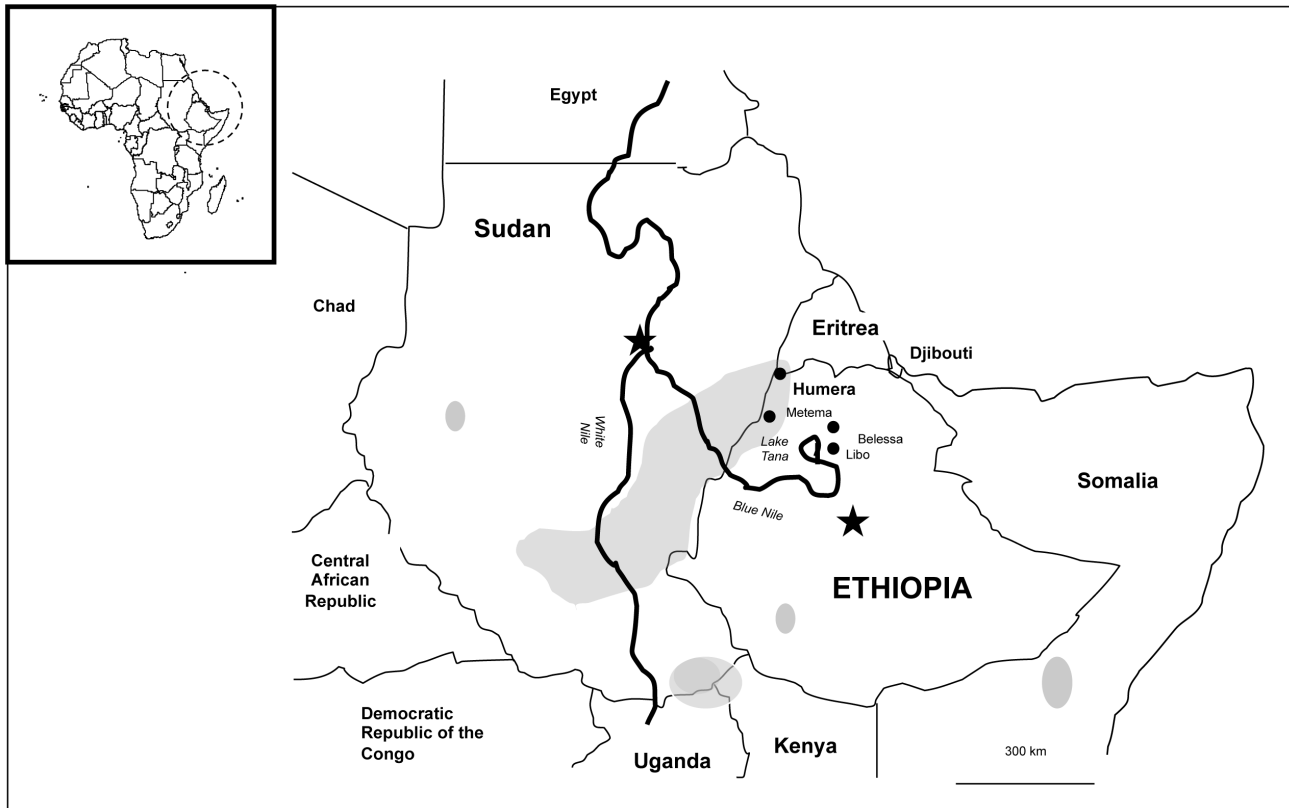 Egypt
Sudan
Chad
Eritrea
Djibouti
Humera
Metema
White
Nile
Lake
Tana
Belessa
Libo
Somalia
Blue Nile
Central
African
Republic
ETHIOPIA
Democratic
Republic of the
Congo
Uganda
Kenya
300 km